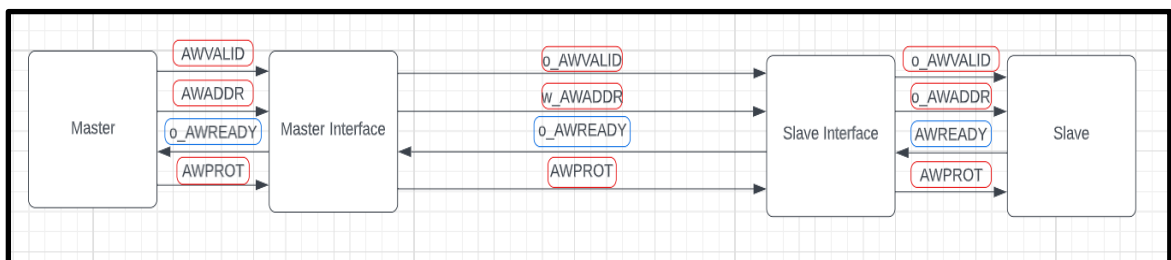 AWVALID
AWADDR
Master
o_AWREADY
AWPROT
Master Interface
o_AWVALID
w_AWADDR
o_AWREADY
AWPROT
Slave Interface
o_AWVALID
o_AWADDR
AWREADY
AWPROT
Slave